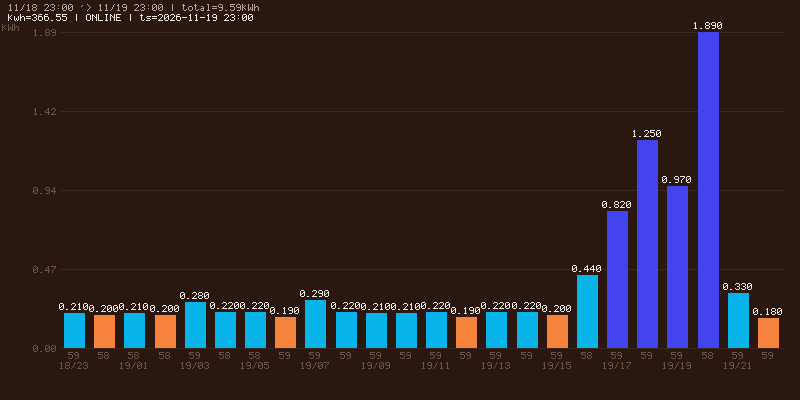 11/18 23:00 -> 11/19 23:00 | total=9.59kWh
Kwh=366.55 | ONLINE | ts=2026-11-19 23:00
kWh
1.89
1.42
0.94
0.47
0.00
0.210 0.200 0.210 0.200 0.280 0.220 0.220 0.190 0.290 0.220 0.210 0.210 0.220 0.190 0.220 0.220 0.200 0.440 0.820 1.250 0.970 1.890 0.330 0.180
59 58 59 58 59 58 58 59 59 59 59 59 59 59 59 59 59 58 59 59 59 58 59 59
18/23 19/01 19/03 19/05 19/07 19/09 19/11 19/13 19/15 19/17 19/19 19/21